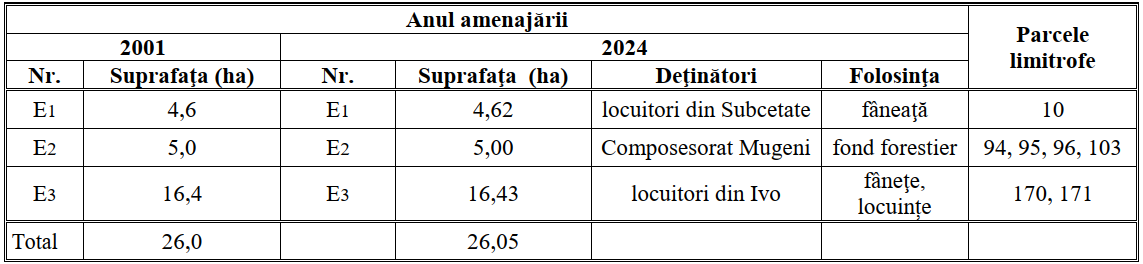 Anul amenajării Parcele limitrofe
2001 2024
Nr. Suprafaţa (ha) Nr. Suprafaţa (ha) Deţinători Folosinţa
E1 4,6 E1 4,62 locuitori din Subcetate fâneaţă 10
E2 5,0 E2 5,00 Composesorat Mugeni fond forestier 94, 95, 96, 103
E3 16,4 E3 16,43 locuitori din Ivo fâneţe, locuințe 170, 171
Total 26,0 26,05